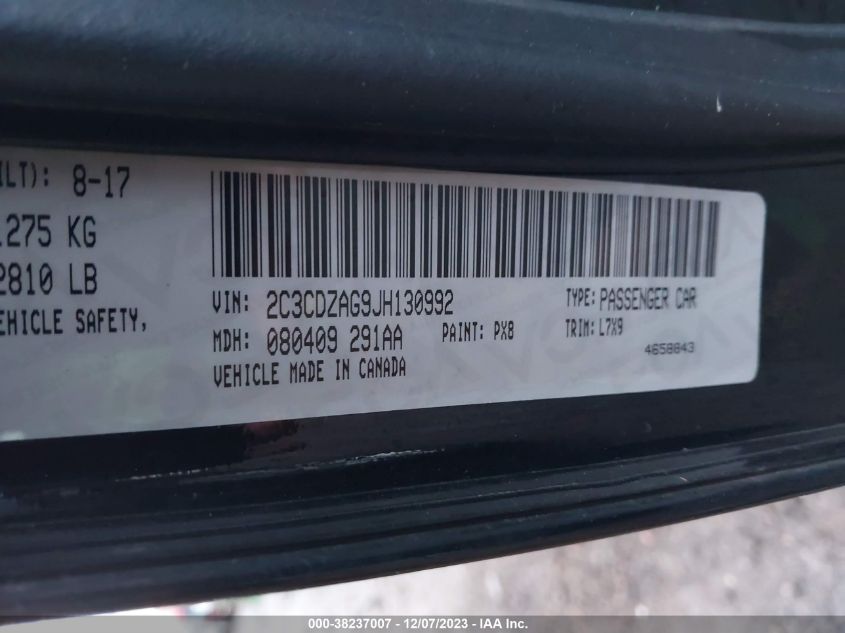 ILT): 8-17
.275 KG
2810 LB
EHICLE SAFETY,
VIN: 2C3CDZAG9JH130992 TYPE: PASSENGER CAR
MDH: 080409 291AA PAINT: PX8 TRIM: L7X9
4658843
VEHICLE MADE IN CANADA
000-38237007 - 12/07/2023 - IAA Inc.